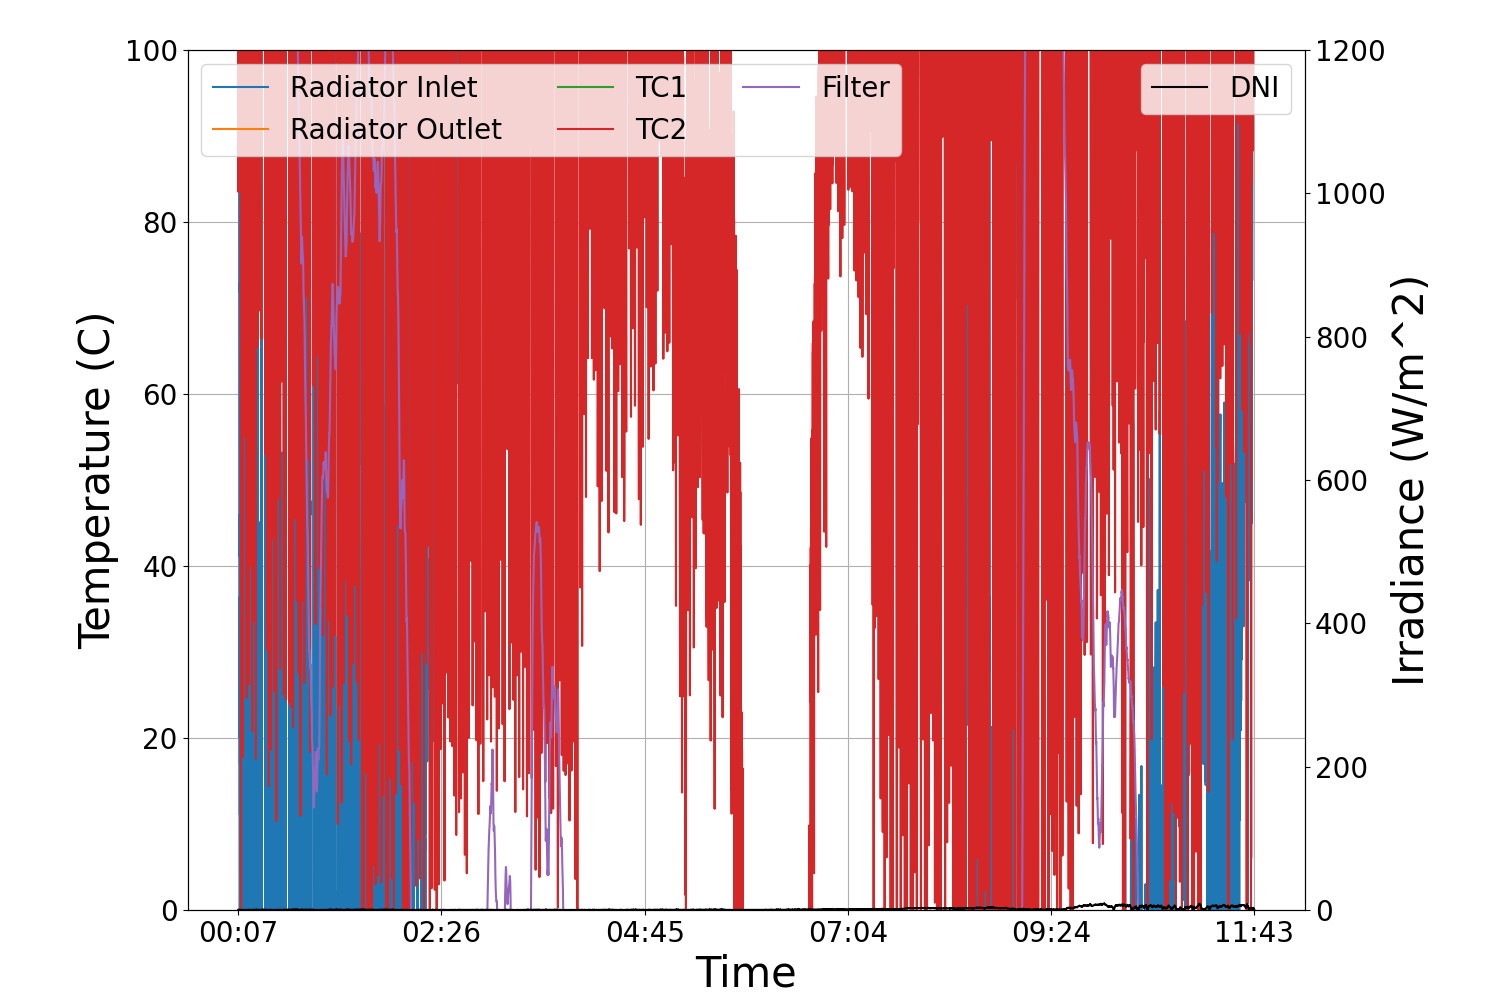 Radiator Inlet
Radiator Outlet
TC1
TC2
Filter
DNI
100
80
60
40
20
0
Temperature (C)
1200
1000
800
600
400
200
0
Irradiance (W/m^2)
00:07 02:26 04:45 07:04 09:24 11:43
Time